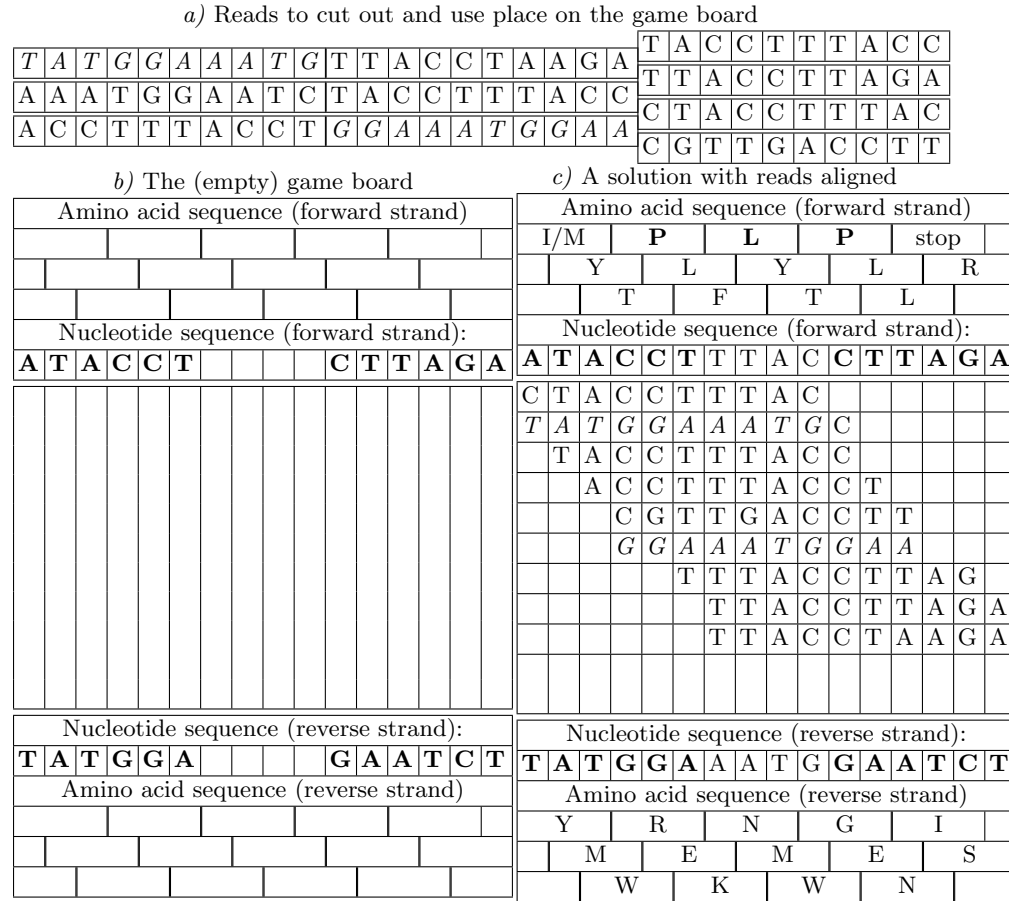 a) Reads to cut out and use place on the game board
T A T G G A A A T G T T A C C T A A G A
A A A T G G A A T C T A C C T T T A C C
A C C T T T A C C T G G A A A T G G A A
T A C C T T T A C C
T T A C C T T A G A
C T A C C T T T A C
C G T T G A C C T T
b) The (empty) game board
Amino acid sequence (forward strand)
Nucleotide sequence (forward strand):
A T A C C T C T T A G A
Nucleotide sequence (reverse strand):
T A T G G A G A A T C T
Amino acid sequence (reverse strand)
c) A solution with reads aligned
Amino acid sequence (forward strand)
I/M P L P stop
Y L Y L R
T F T L
Nucleotide sequence (forward strand):
A T A C C T T T A C C T T A G A
C T A C C T T T A C
T A T G G A A A T G C
T A C C T T T A C C
A C C T T T A C C T
C G T T G A C C T T
G G A A A T G G A A
T T T A C C T T A G
T T A C C T T A G A
T T A C C T A A G A
Nucleotide sequence (reverse strand):
T A T G G A A A T G G A A T C T
Amino acid sequence (reverse strand)
Y R N G I
M E M E S
W K W N